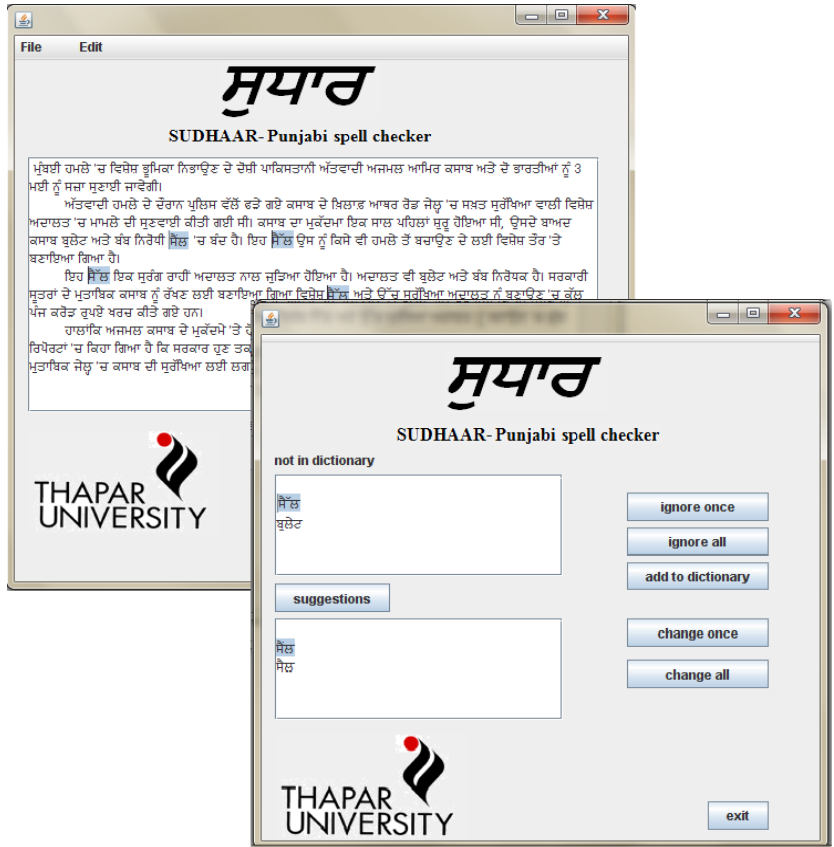 File Edit
ਸੁਧਾਰ
SUDHAAR- Punjabi spell checker
ਮੁੰਬਈ ਹਮਲੇ 'ਚ ਵਿਸ਼ੇਸ਼ ਭੂਮਿਕਾ ਨਿਭਾਉਣ ਦੇ ਦੋਸ਼ੀ ਪਾਕਿਸਤਾਨੀ ਅੱਤਵਾਦੀ ਅਜਮਲ ਆਮਿਰ ਕਸਾਬ ਅਤੇ ਦੋ ਭਾਰਤੀਆਂ ਨੂੰ 3
ਮਈ ਨੂੰ ਸਜ਼ਾ ਸੁਣਾਈ ਜਾਵੇਗੀ।
ਅੱਤਵਾਦੀ ਹਮਲੇ ਦੇ ਦੌਰਾਨ ਪੁਲਿਸ ਵੱਲੋਂ ਫੜੇ ਗਏ ਕਸਾਬ ਦੇ ਖ਼ਿਲਾਫ਼ ਆਥਰ ਰੋਡ ਜੇਲ੍ਹ 'ਚ ਸਖ਼ਤ ਸੁਰੱਖਿਆ ਵਾਲੀ ਵਿਸ਼ੇਸ਼
ਅਦਾਲਤ 'ਚ ਮਾਮਲੇ ਦੀ ਸੁਣਵਾਈ ਕੀਤੀ ਗਈ ਸੀ। ਕਸਾਬ ਦਾ ਮੁਕੱਦਮਾ ਇਕ ਸਾਲ ਪਹਿਲਾਂ ਸ਼ੁਰੂ ਹੋਇਆ ਸੀ, ਉਸਦੇ ਬਾਅਦ
ਕਸਾਬ ਬੁਲੇਟ ਅਤੇ ਬੰਬ ਨਿਰੋਧੀ ਸੈੱਲ 'ਚ ਬੰਦ ਹੈ। ਇਹ ਸੈੱਲ ਉਸ ਨੂੰ ਕਿਸੇ ਵੀ ਹਮਲੇ ਤੋਂ ਬਚਾਉਣ ਦੇ ਲਈ ਵਿਸ਼ੇਸ਼ ਤੌਰ 'ਤੇ
ਬਣਾਇਆ ਗਿਆ ਹੈ।
ਇਹ ਸੈੱਲ ਇਕ ਸੁਰੰਗ ਰਾਹੀਂ ਅਦਾਲਤ ਨਾਲ ਜੁੜਿਆ ਹੋਇਆ ਹੈ। ਅਦਾਲਤ ਵੀ ਬੁਲੇਟ ਅਤੇ ਬੰਬ ਨਿਰੋਧਕ ਹੈ। ਸਰਕਾਰੀ
ਸੂਤਰਾਂ ਦੇ ਮੁਤਾਬਿਕ ਕਸਾਬ ਨੂੰ ਰੱਖਣ ਲਈ ਬਣਾਇਆ ਗਿਆ ਵਿਸ਼ੇਸ਼ ਸੈੱਲ ਅਤੇ ਉੱਚ ਸੁਰੱਖਿਆ ਅਦਾਲਤ ਨੂੰ ਬਣਾਉਣ 'ਚ ਕੁੱਲ
ਪੰਜ ਕਰੋੜ ਰੁਪਏ ਖਰਚ ਕੀਤੇ ਗਏ ਹਨ।
ਹਾਲਾਂਕਿ ਅਜਮਲ ਕਸਾਬ ਦੇ ਮੁਕੱਦਮੇ 'ਤੇ
ਰਿਪੋਰਟਾਂ 'ਚ ਕਿਹਾ ਗਿਆ ਹੈ ਕਿ ਸਰਕਾਰ ਹੁਣ ਤਕ
ਮੁਤਾਬਿਕ ਜੇਲ੍ਹ 'ਚ ਕਸਾਬ ਦੀ ਸੁਰੱਖਿਆ ਲਈ
THAPAR
UNIVERSITY
ਸੁਧਾਰ
SUDHAAR- Punjabi spell checker
not in dictionary
ਸੈੱਲ
ਬੁਲੇਟ
ignore once
ignore all
add to dictionary
suggestions
ਸੈਂਲ
ਸੈਲ
change once
change all
THAPAR
UNIVERSITY
exit